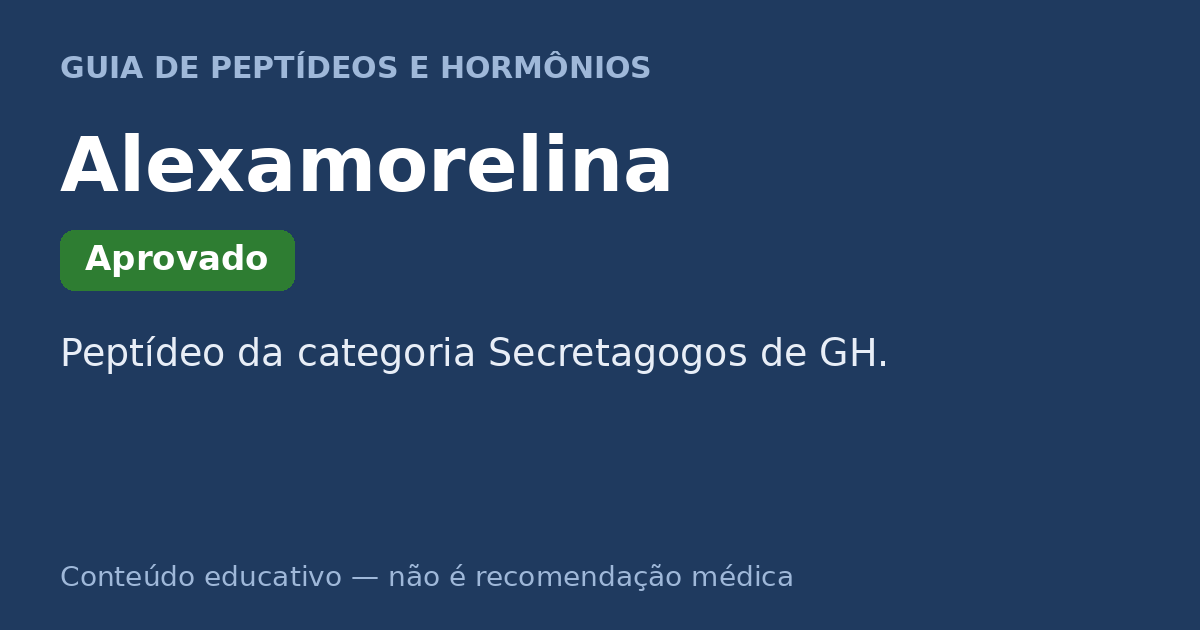 GUIA DE PEPTÍDEOS E HORMÔNIOS
Alexamorelina
Aprovado
Peptídeo da categoria Secretagogos de GH.
Conteúdo educativo — não é recomendação médica